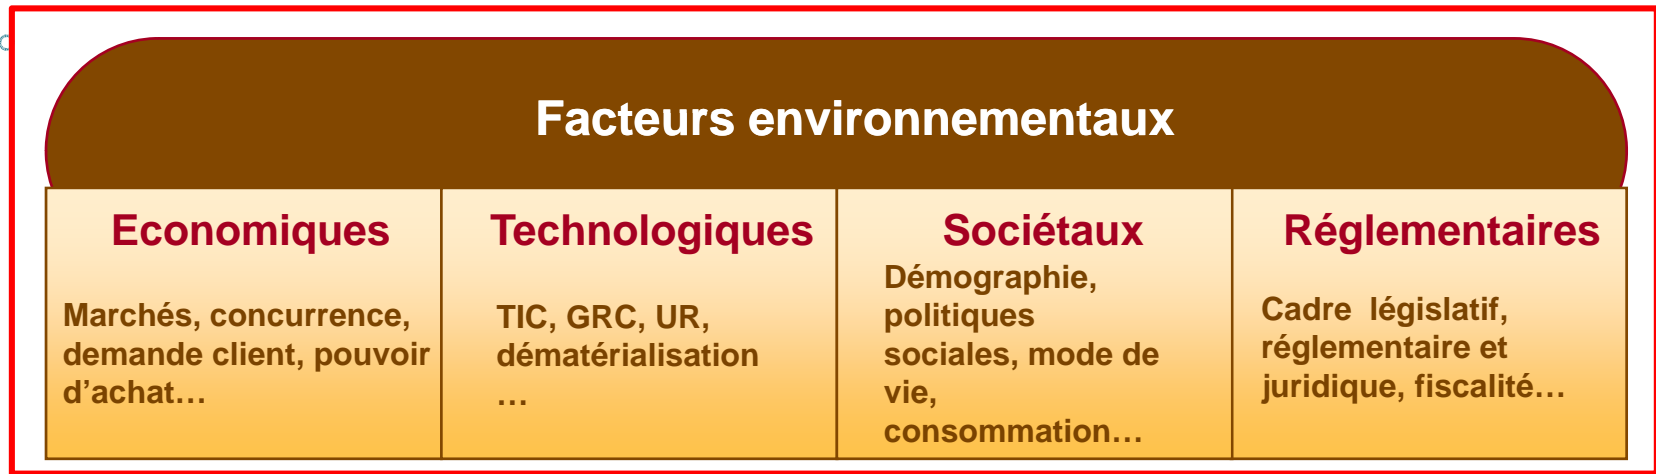 Facteurs environnementaux
Economiques
Marchés, concurrence,
demande client, pouvoir
d’achat…
Technologiques
TIC, GRC, UR,
dématérialisation
…
Sociétaux
Démographie,
politiques
sociales, mode de
vie,
consommation…
Réglementaires
Cadre  législatif,
réglementaire et
juridique, fiscalité…